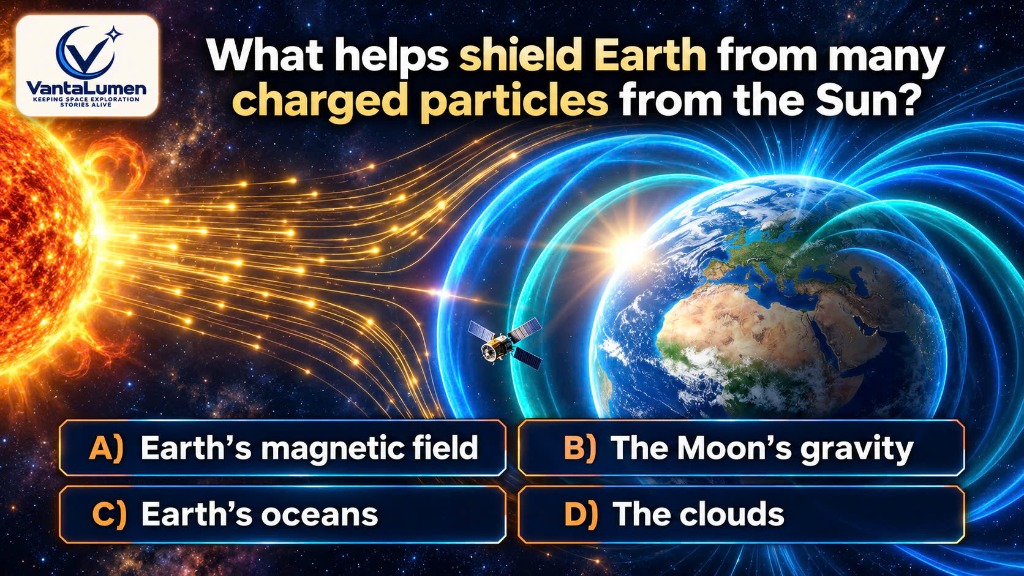 VantaLumen
KEEPING SPACE EXPLORATION
STORIES ALIVE
What helps shield Earth from many
charged particles from the Sun?
A) Earth's magnetic field
B) The Moon's gravity
C) Earth's oceans
D) The clouds